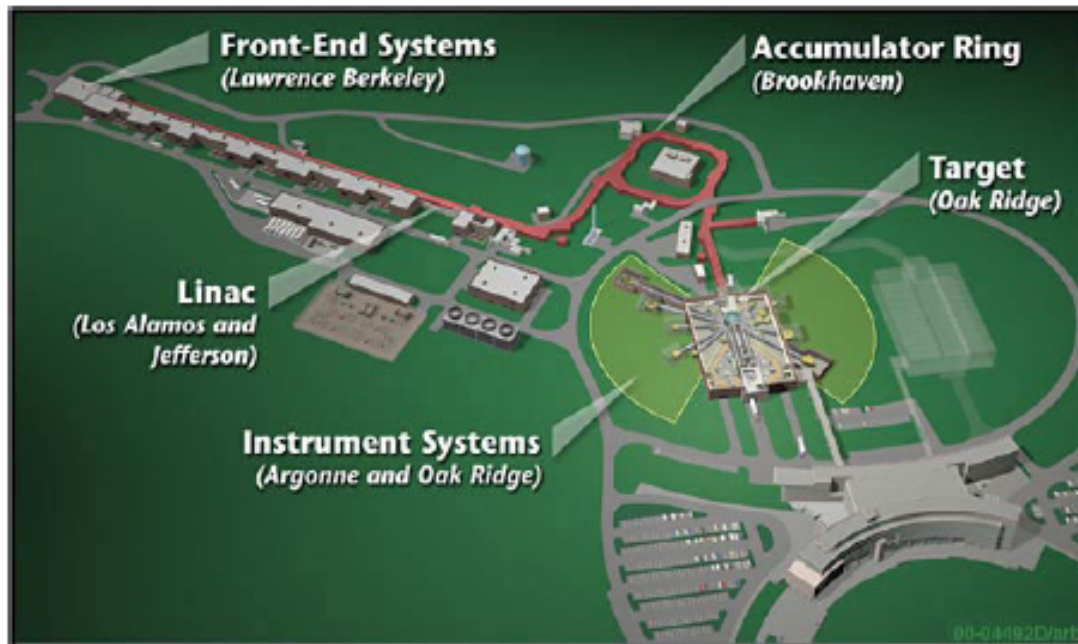 Front-End Systems
(Lawrence Berkeley)
Accumulator Ring
(Brookhaven)
Target
(Oak Ridge)
Linac
(Los Alamos and
Jefferson)
Instrument Systems
(Argonne and Oak Ridge)